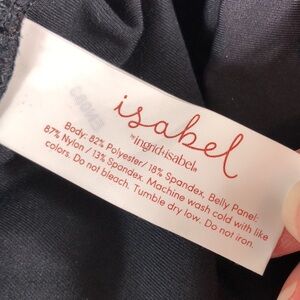 isabel
"ingrid+isabel®
Body: 82% Polyester/ 18% Spandex, Belly Panel:
87% Nylon / 13% Spandex. Machine wash cold with like
colors. Do not bleach. Tumble dry low. Do not iron.